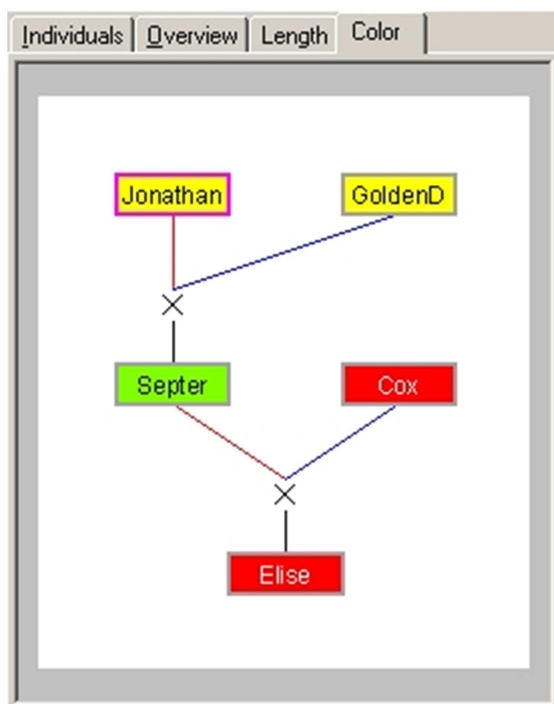 Individuals Overview Length Color
Jonathan GoldenD
Septer Cox
Elise